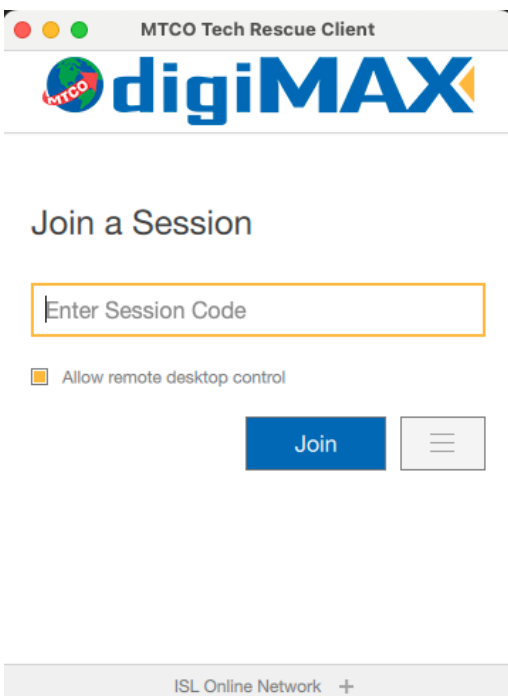 MTCO Tech Rescue Client
MTCO digiMAX
Join a Session
Enter Session Code
Allow remote desktop control
Join
ISL Online Network +